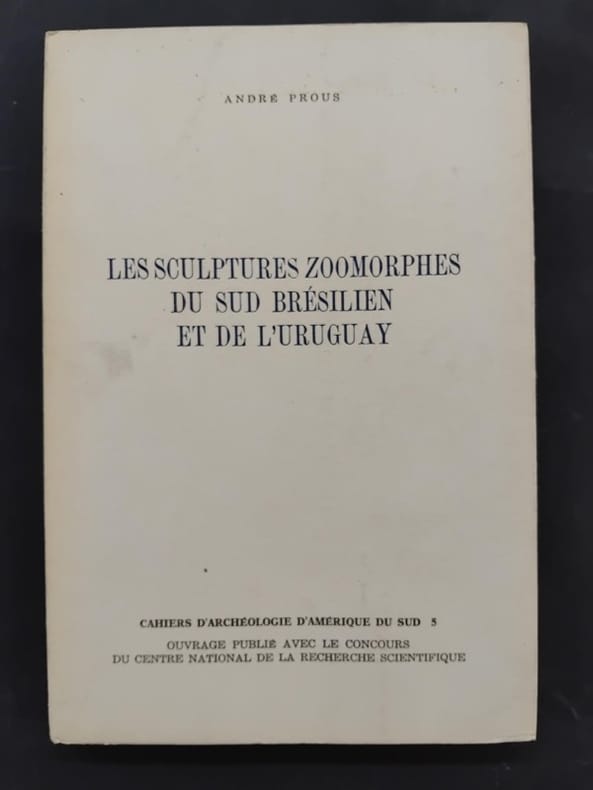 ANDRÉ PROUS
LES SCULPTURES ZOOMORPHES
DU SUD BRÉSILIEN
ET DE L'URUGUAY
CAHIERS D'ARCHÉOLOGIE D'AMÉRIQUE DU SUD 5
OUVRAGE PUBLIÉ AVEC LE CONCOURS
DU CENTRE NATIONAL DE LA RECHERCHE SCIENTIFIQUE